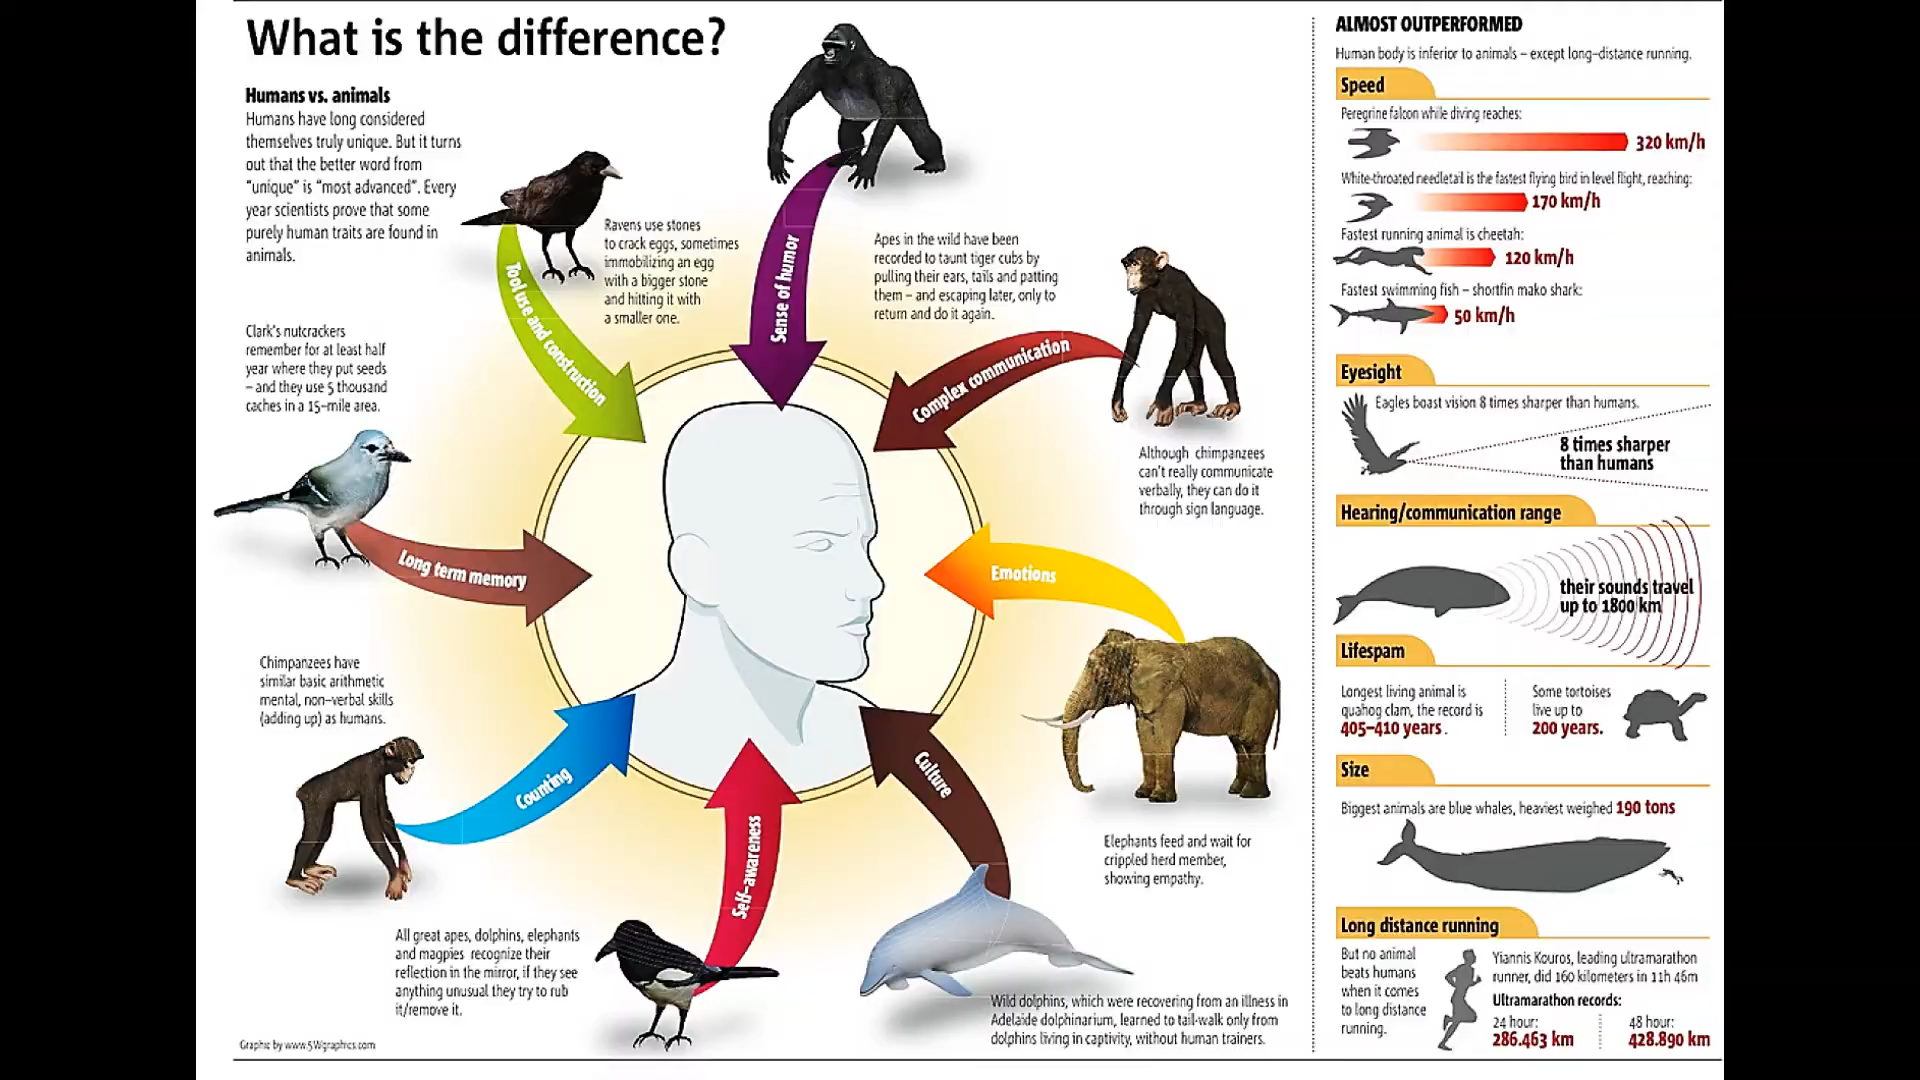 What is the difference?
Humans vs. animals
Humans have long considered
themselves truly unique. But it turns
out that the better word from
“unique” is “most advanced”. Every
year scientists prove that some
purely human traits are found in
animals.
Ravens use stones
to crack eggs, sometimes
immobilizing an egg
with a bigger stone
and hitting it with
a smaller one.
Tool use and construction
Sense of humor
Apes in the wild have been
recorded to taunt tiger cubs by
pulling their ears, tails and patting
them – and escaping later, only to
return and do it again.
Complex communication
Although chimpanzees
can't really communicate
verbally, they can do it
through sign language.
Clark's nutcrackers
remember for at least half
year where they put seeds
– and they use 5 thousand
caches in a 15-mile area.
Long term memory
Emotions
Elephants feed and wait for
crippled herd member,
showing empathy.
Chimpanzees have
similar basic arithmetic
mental, non-verbal skills
(adding up) as humans.
Counting
Self-awareness
Culture
All great apes, dolphins, elephants
and magpies recognize their
reflection in the mirror, if they see
anything unusual they try to rub
it/remove it.
Wild dolphins, which were recovering from an illness in
Adelaide dolphinarium, learned to tail-walk only from
dolphins living in captivity, without human trainers.
Graphic by www.5Wgraphics.com
ALMOST OUTPERFORMED
Human body is inferior to animals – except long-distance running.
Speed
Peregrine falcon while diving reaches:
320 km/h
White-throated needletail is the fastest flying bird in level flight, reaching:
170 km/h
Fastest running animal is cheetah:
120 km/h
Fastest swimming fish – shortfin mako shark:
50 km/h
Eyesight
Eagles boast vision 8 times sharper than humans.
8 times sharper
than humans
Hearing/communication range
their sounds travel
up to 1800 km
Lifespam
Longest living animal is
quahog clam, the record is
405–410 years.
Some tortoises
live up to
200 years.
Size
Biggest animals are blue whales, heaviest weighed 190 tons
Long distance running
But no animal
beats humans
when it comes
to long distance
running.
Yiannis Kouros, leading ultramarathon
runner, did 160 kilometers in 11h 46m
Ultramarathon records:
24 hour:
286.463 km
48 hour:
428.890 km